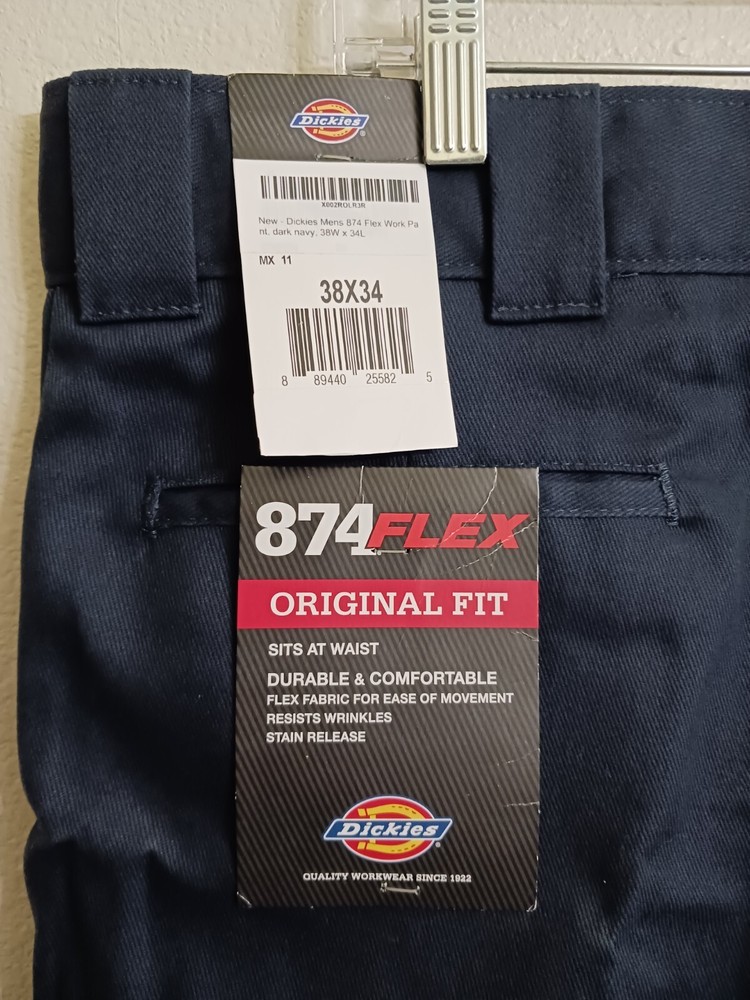 Dickies
X002ROLR3R
New - Dickies Mens 874 Flex Work Pa
nt, dark navy, 38W x 34L
MX 11
38X34
8 89440 25582 5
874 FLEX
ORIGINAL FIT
SITS AT WAIST
DURABLE & COMFORTABLE
FLEX FABRIC FOR EASE OF MOVEMENT
RESISTS WRINKLES
STAIN RELEASE
Dickies
QUALITY WORKWEAR SINCE 1922